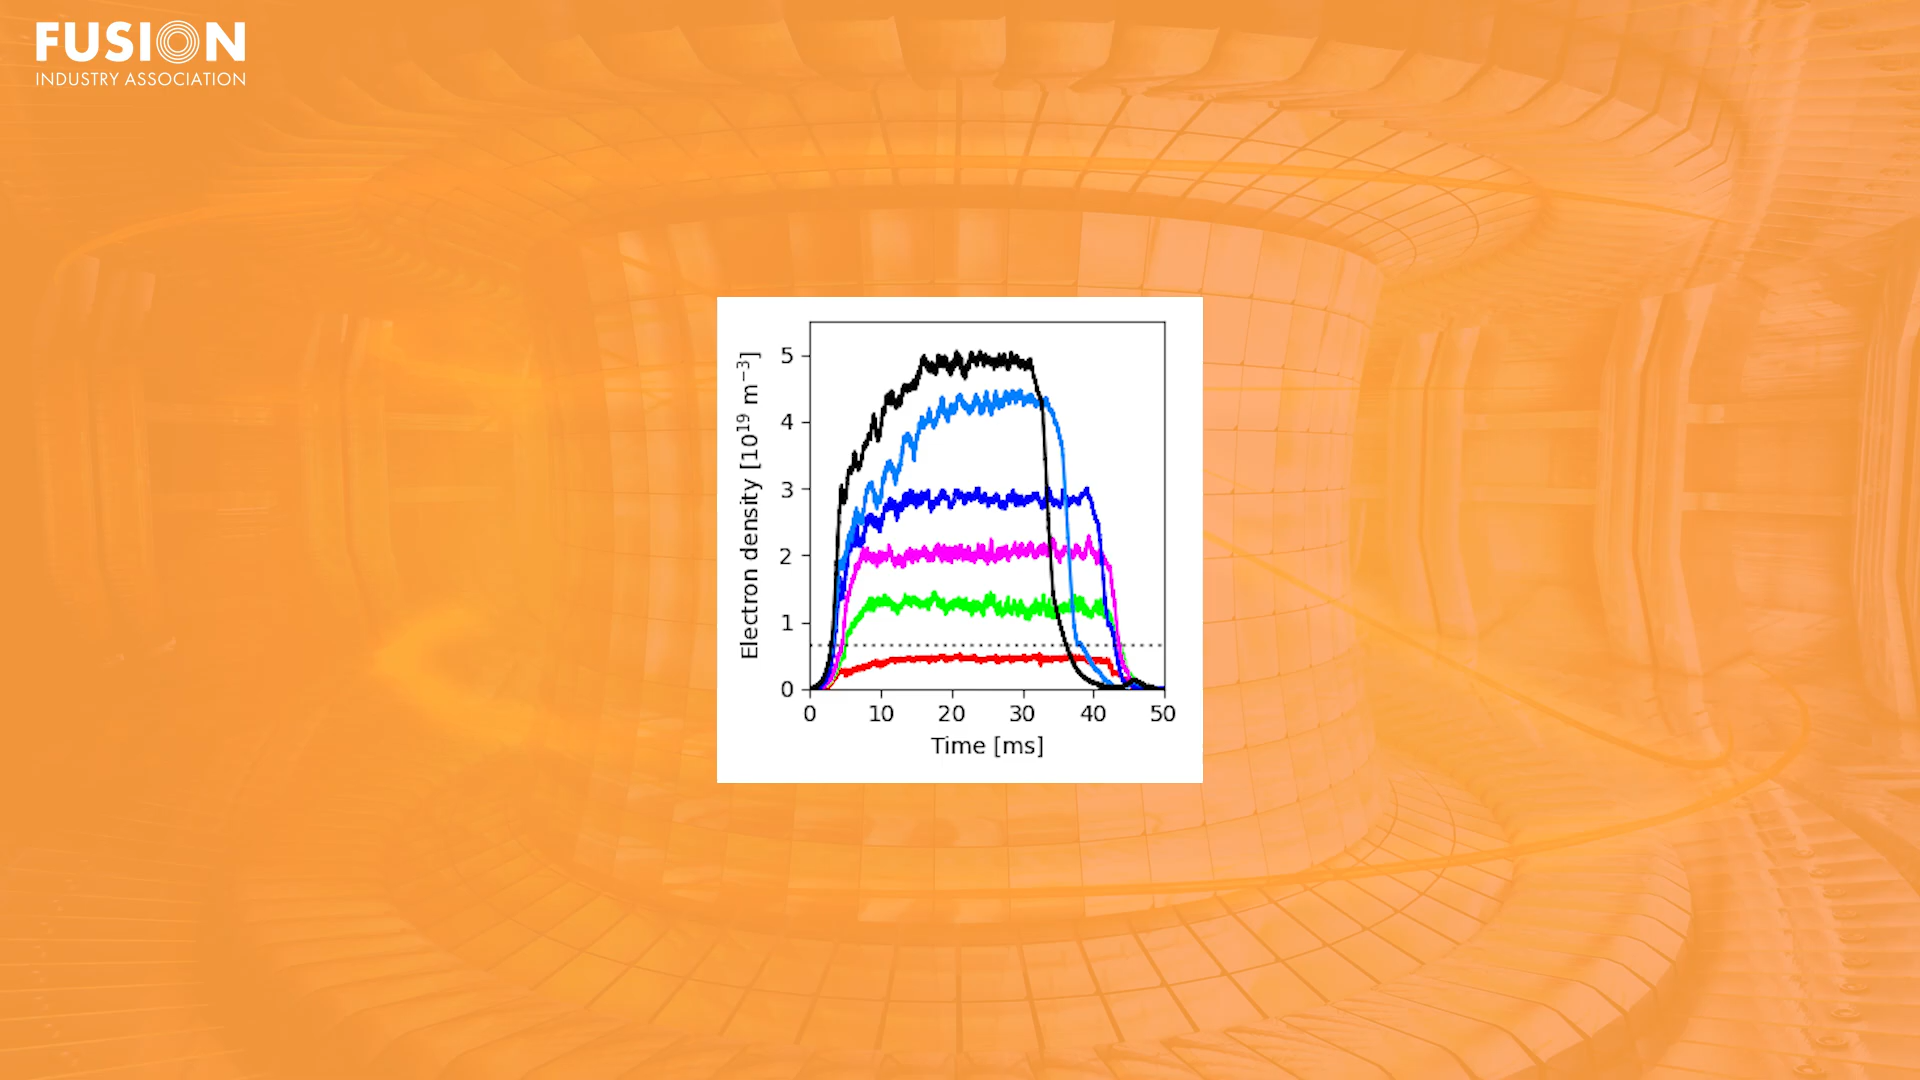 FUSION
INDUSTRY ASSOCIATION
Electron density [10¹⁹ m⁻³]
5
4
3
2
1
0
0 10 20 30 40 50
Time [ms]